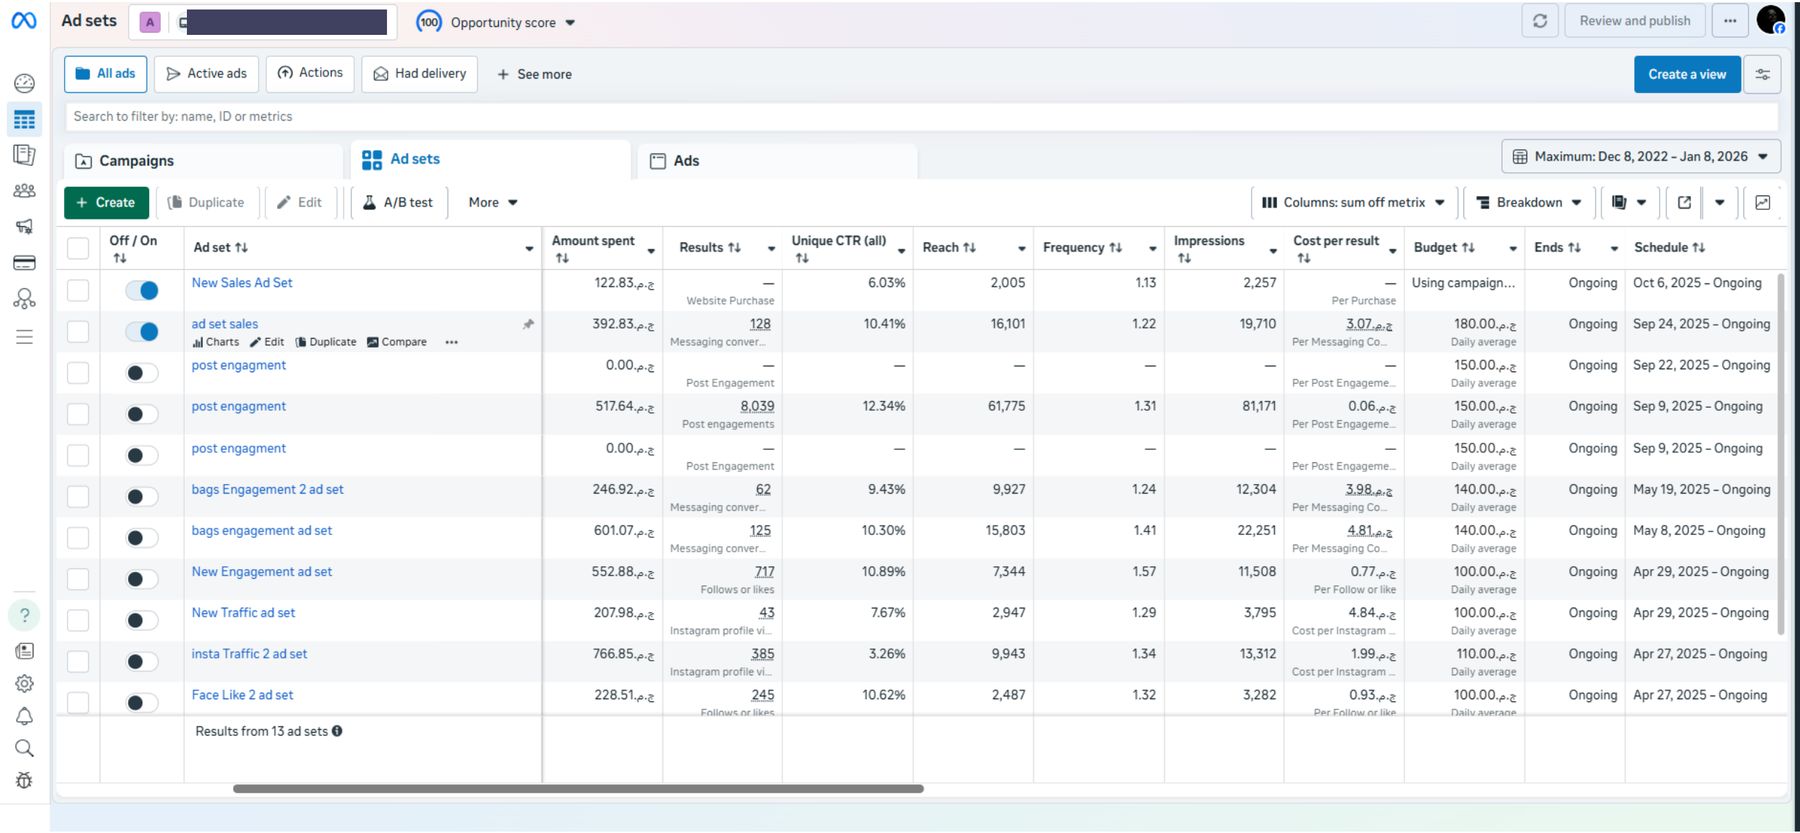 Ad sets A 100 Opportunity score Review and publish
All ads Active ads Actions Had delivery + See more Create a view
Search to filter by: name, ID or metrics
Campaigns Ad sets Ads Maximum: Dec 8, 2022 – Jan 8, 2026
+ Create Duplicate Edit A/B test More Columns: sum off metrix Breakdown
Off / On Ad set Amount spent Results Unique CTR (all) Reach Frequency Impressions Cost per result Budget Ends Schedule
New Sales Ad Set 122.83.ج.م — 6.03% 2,005 1.13 2,257 — Using campaign... Ongoing Oct 6, 2025 – Ongoing
Website Purchase Per Purchase
ad set sales 392.83.ج.م 128 10.41% 16,101 1.22 19,710 3.07.ج.م 180.00.ج.م Ongoing Sep 24, 2025 – Ongoing
Charts Edit Duplicate Compare ... Messaging conver... Per Messaging Co... Daily average
post engagment 0.00.ج.م — — — — — — 150.00.ج.م Ongoing Sep 22, 2025 – Ongoing
Post Engagement Per Post Engageme... Daily average
post engagment 517.64.ج.م 8,039 12.34% 61,775 1.31 81,171 0.06.ج.م 150.00.ج.م Ongoing Sep 9, 2025 – Ongoing
Post engagements Per Post Engageme... Daily average
post engagment 0.00.ج.م — — — — — — 150.00.ج.م Ongoing Sep 9, 2025 – Ongoing
Post Engagement Per Post Engageme... Daily average
bags Engagement 2 ad set 246.92.ج.م 62 9.43% 9,927 1.24 12,304 3.98.ج.م 140.00.ج.م Ongoing May 19, 2025 – Ongoing
Messaging conver... Per Messaging Co... Daily average
bags engagement ad set 601.07.ج.م 125 10.30% 15,803 1.41 22,251 4.81.ج.م 140.00.ج.م Ongoing May 8, 2025 – Ongoing
Messaging conver... Per Messaging Co... Daily average
New Engagement ad set 552.88.ج.م 717 10.89% 7,344 1.57 11,508 0.77.ج.م 100.00.ج.م Ongoing Apr 29, 2025 – Ongoing
Follows or likes Per Follow or like Daily average
New Traffic ad set 207.98.ج.م 43 7.67% 2,947 1.29 3,795 4.84.ج.م 100.00.ج.م Ongoing Apr 29, 2025 – Ongoing
Instagram profile vi... Cost per Instagram ... Daily average
insta Traffic 2 ad set 766.85.ج.م 385 3.26% 9,943 1.34 13,312 1.99.ج.م 110.00.ج.م Ongoing Apr 27, 2025 – Ongoing
Instagram profile vi... Cost per Instagram ... Daily average
Face Like 2 ad set 228.51.ج.م 245 10.62% 2,487 1.32 3,282 0.93.ج.م 100.00.ج.م Ongoing Apr 27, 2025 – Ongoing
Follows or likes Per Follow or like Daily average
Results from 13 ad sets